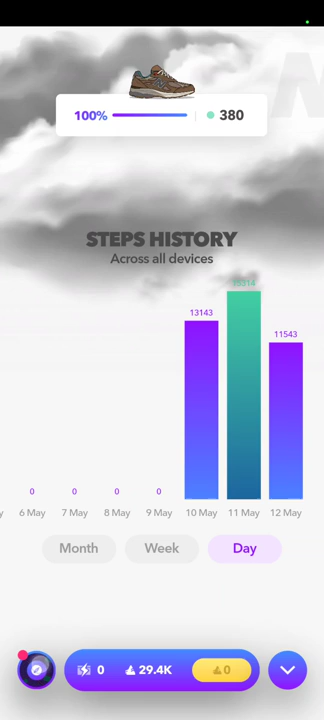 100% 380
STEPS HISTORY
Across all devices
13143 11543
0 0 0 0
6 May 7 May 8 May 9 May 10 May 11 May 12 May
Month Week Day
0 29.4K 0